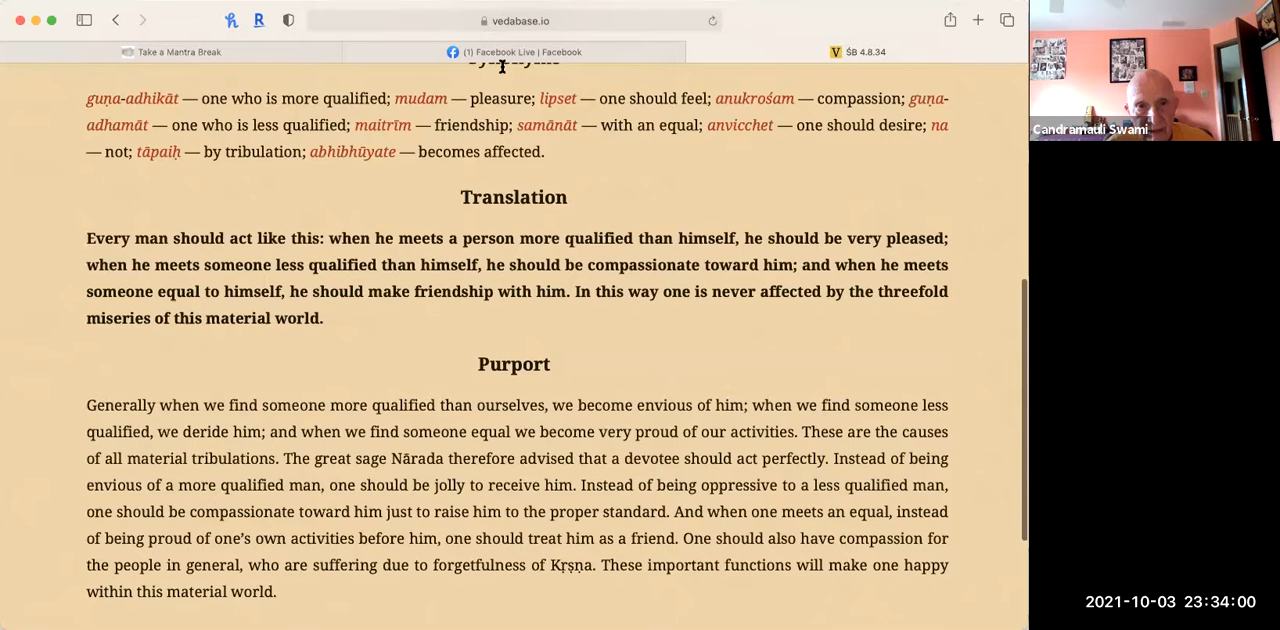 vedabase.io
Take a Mantra Break
(1) Facebook Live | Facebook
V ŚB 4.8.34
guṇa-adhikāt — one who is more qualified; mudam — pleasure; lipset — one should feel; anukrośam — compassion; guṇa-
adhamāt — one who is less qualified; maitrīm — friendship; samānāt — with an equal; anvicchet — one should desire; na
— not; tāpaiḥ — by tribulation; abhibhūyate — becomes affected.
Translation
Every man should act like this: when he meets a person more qualified than himself, he should be very pleased;
when he meets someone less qualified than himself, he should be compassionate toward him; and when he meets
someone equal to himself, he should make friendship with him. In this way one is never affected by the threefold
miseries of this material world.
Purport
Generally when we find someone more qualified than ourselves, we become envious of him; when we find someone less
qualified, we deride him; and when we find someone equal we become very proud of our activities. These are the causes
of all material tribulations. The great sage Nārada therefore advised that a devotee should act perfectly. Instead of being
envious of a more qualified man, one should be jolly to receive him. Instead of being oppressive to a less qualified man,
one should be compassionate toward him just to raise him to the proper standard. And when one meets an equal, instead
of being proud of one’s own activities before him, one should treat him as a friend. One should also have compassion for
the people in general, who are suffering due to forgetfulness of Kṛṣṇa. These important functions will make one happy
within this material world.
Candramauli Swami
2021-10-03 23:34:00